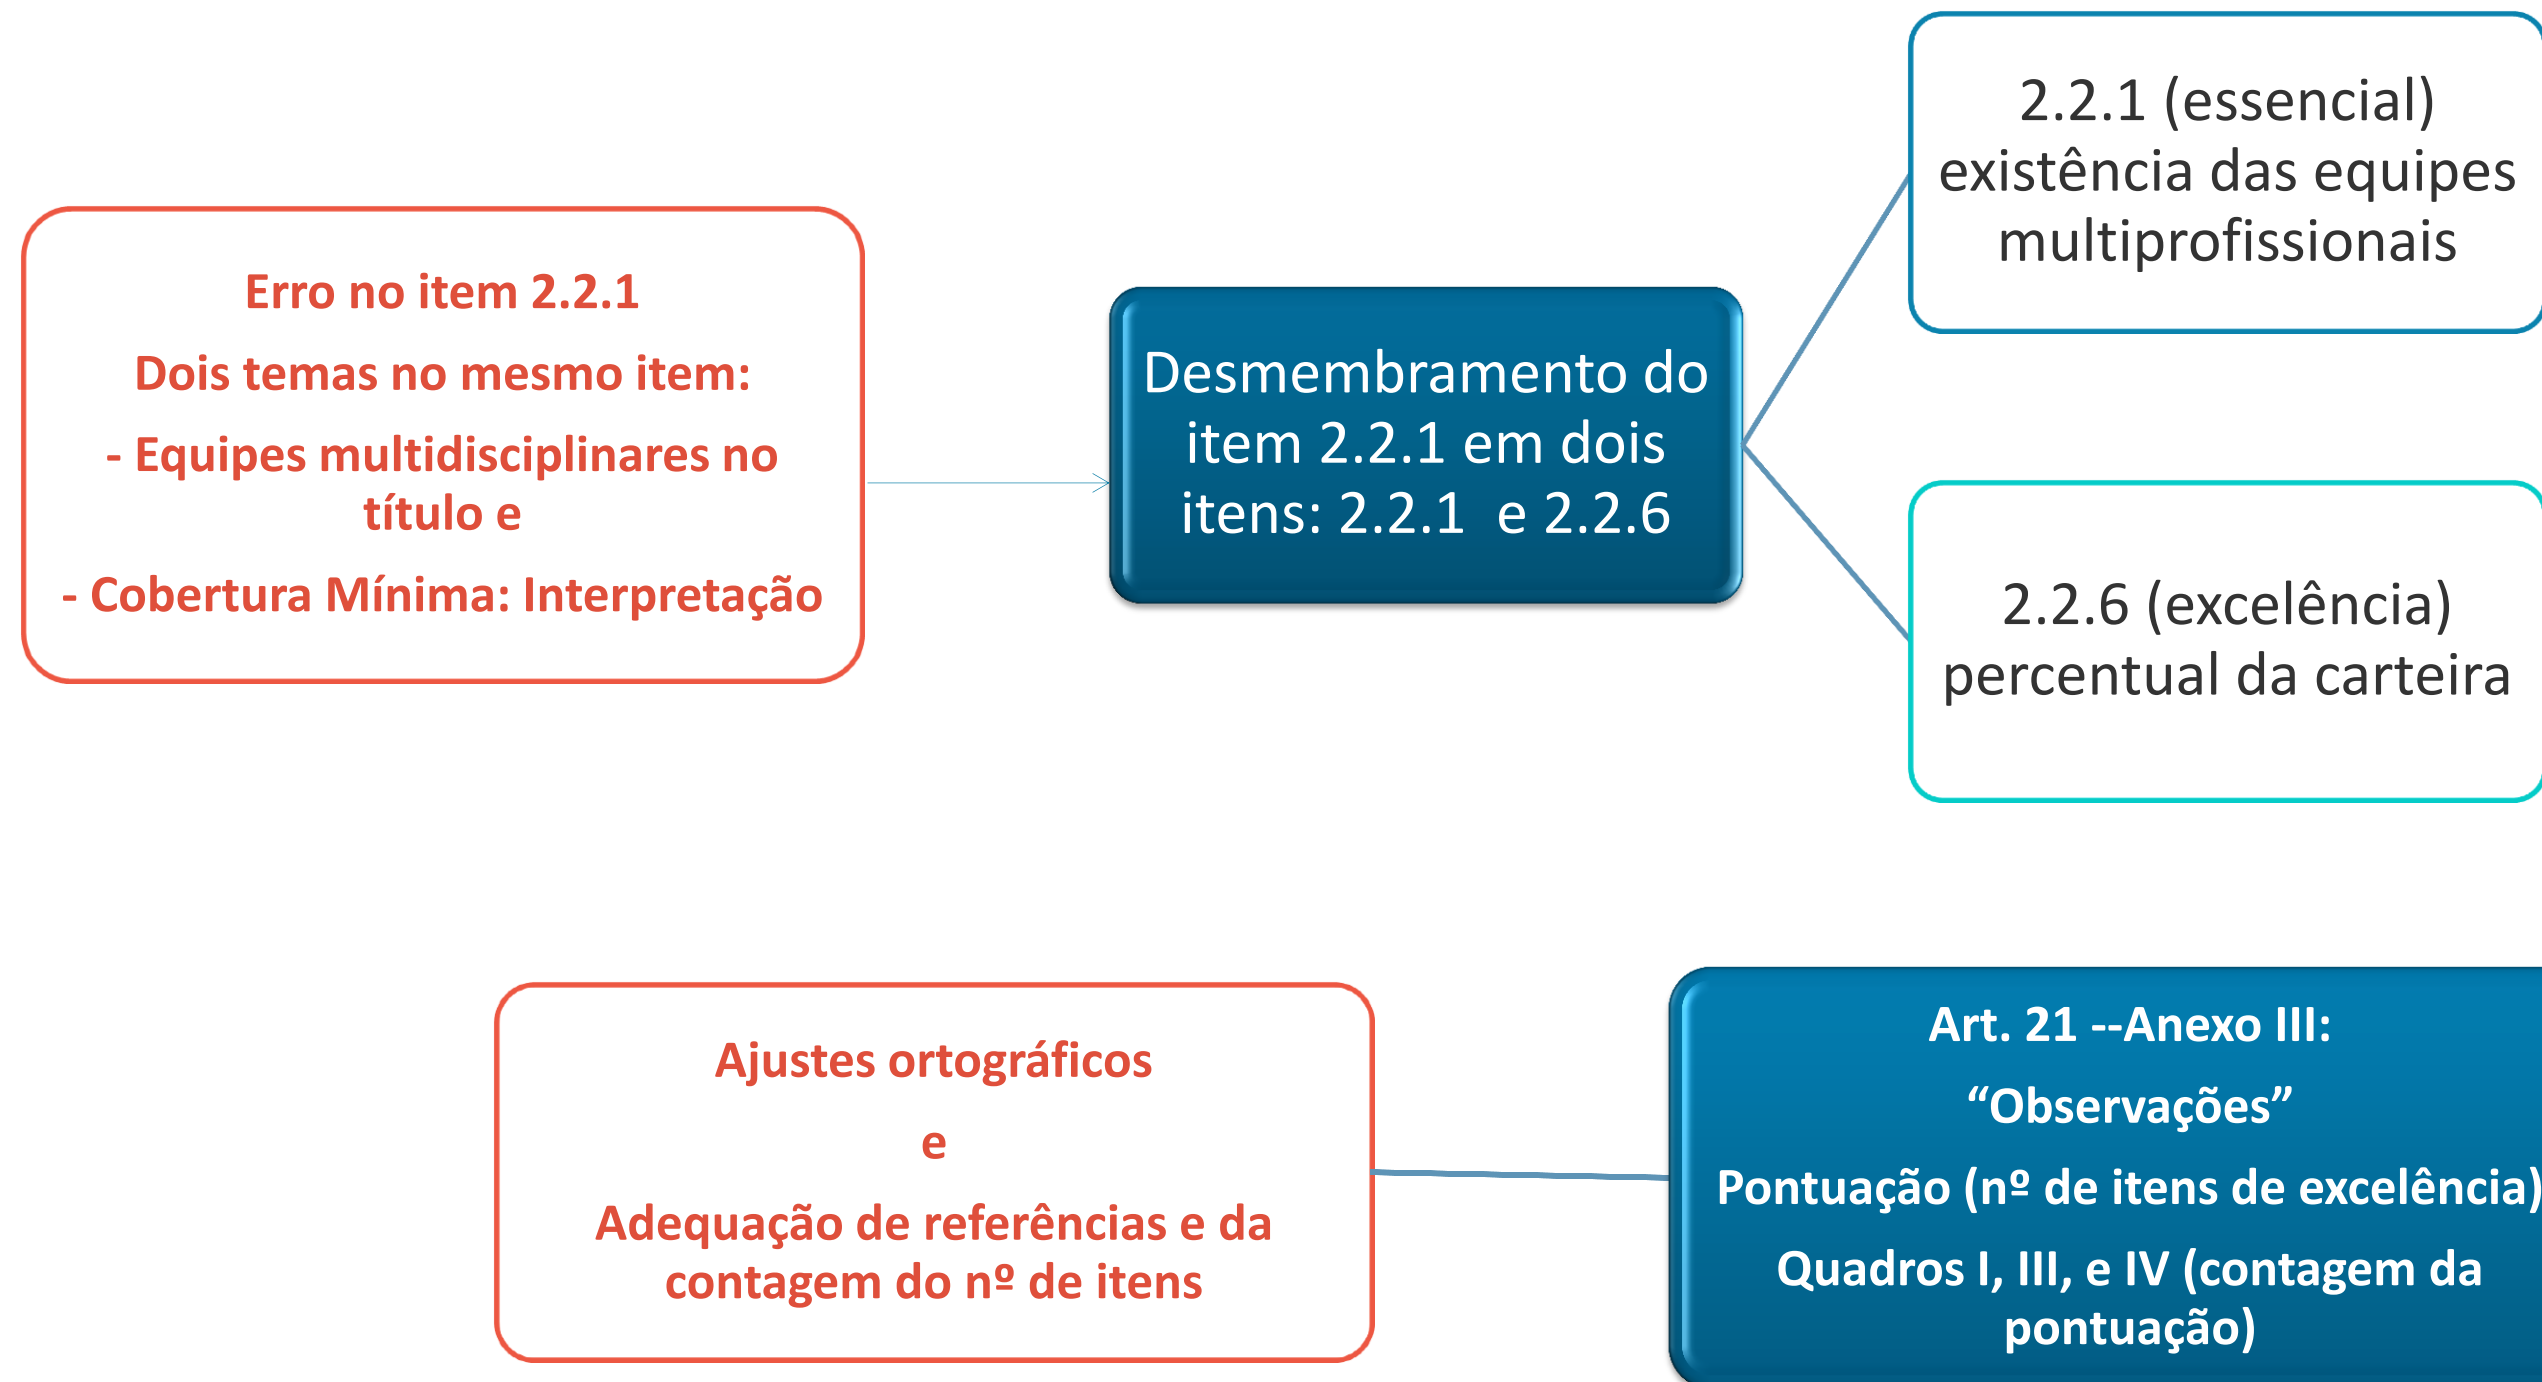 Erro no item 2.2.1
Dois temas no mesmo item:
- Equipes multidisciplinares no
título e
- Cobertura Mínima: Interpretação
Desmembramento do
item 2.2.1 em dois
itens: 2.2.1  e 2.2.6
2.2.1 (essencial)
existência das equipes
multiprofissionais
2.2.6 (excelência)
percentual da carteira
Ajustes ortográficos
e
Adequação de referências e da
contagem do nº de itens
Art. 21 --Anexo III:
“Observações”
Pontuação (nº de itens de excelência)
Quadros I, III, e IV (contagem da
pontuação)